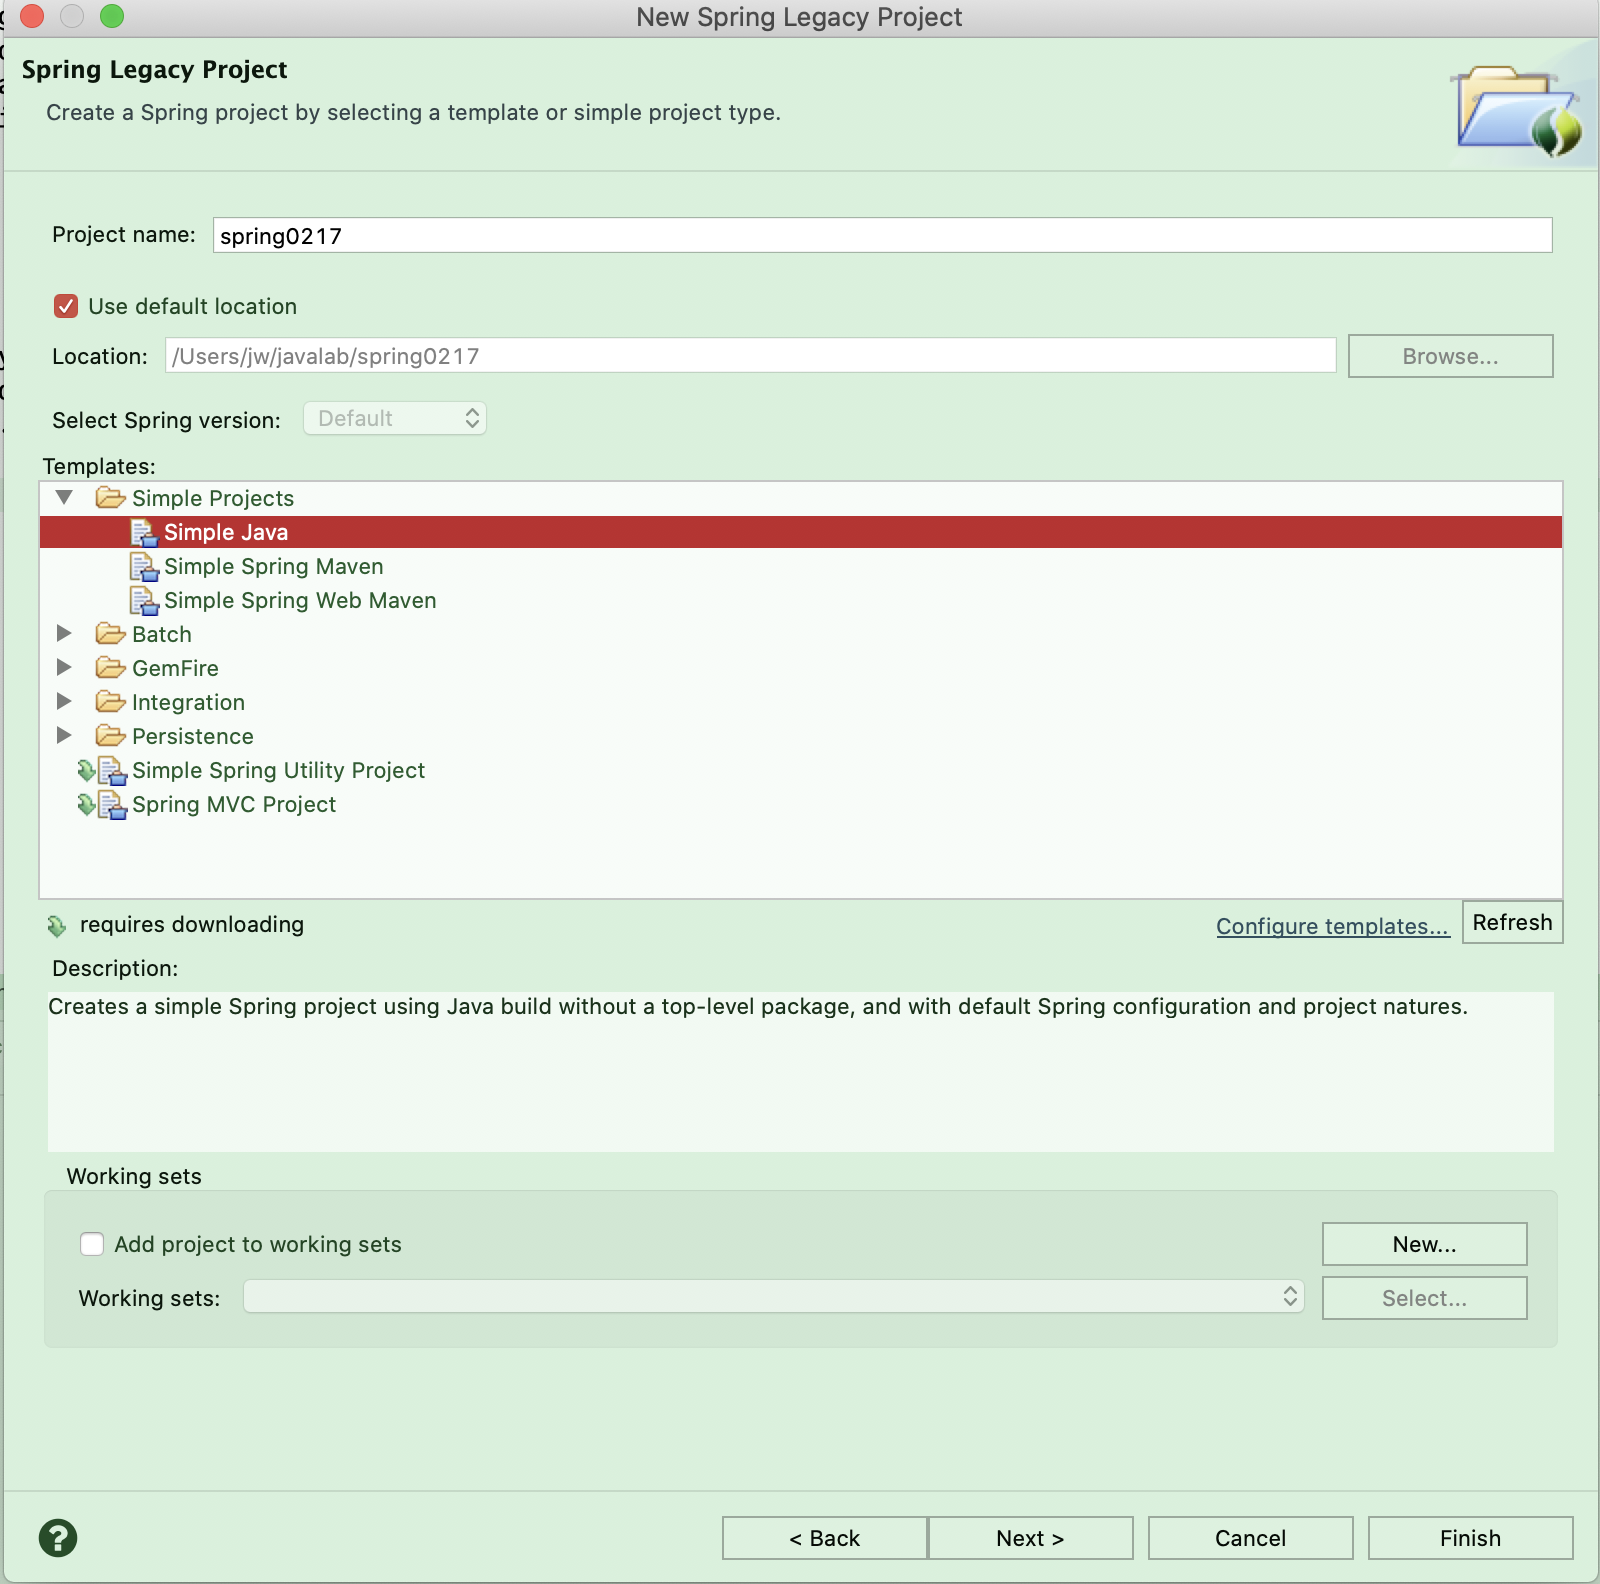 New Spring Legacy Project
Spring Legacy Project
Create a Spring project by selecting a template or simple project type.
Project name: spring0217
Use default location
Location: /Users/jw/javalab/spring0217 Browse...
Select Spring version: Default
Templates:
Simple Projects
Simple Java
Simple Spring Maven
Simple Spring Web Maven
Batch
GemFire
Integration
Persistence
Simple Spring Utility Project
Spring MVC Project
requires downloading Configure templates... Refresh
Description:
Creates a simple Spring project using Java build without a top-level package, and with default Spring configuration and project natures.
Working sets
Add project to working sets New...
Working sets: Select...
? < Back Next > Cancel Finish